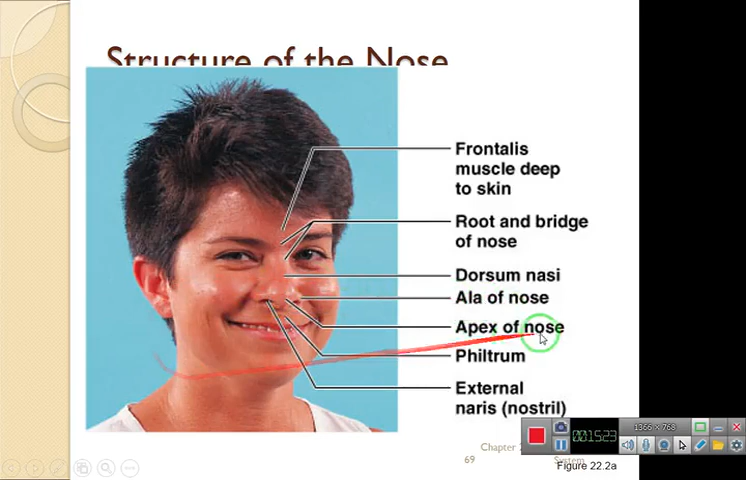 Structure of the Nose
Frontalis
muscle deep
to skin
Root and bridge
of nose
Dorsum nasi
Ala of nose
Apex of nose
Philtrum
External
naris (nostril)
1366 x 768
00:15:23
Chapter
69
System
Figure 22.2a